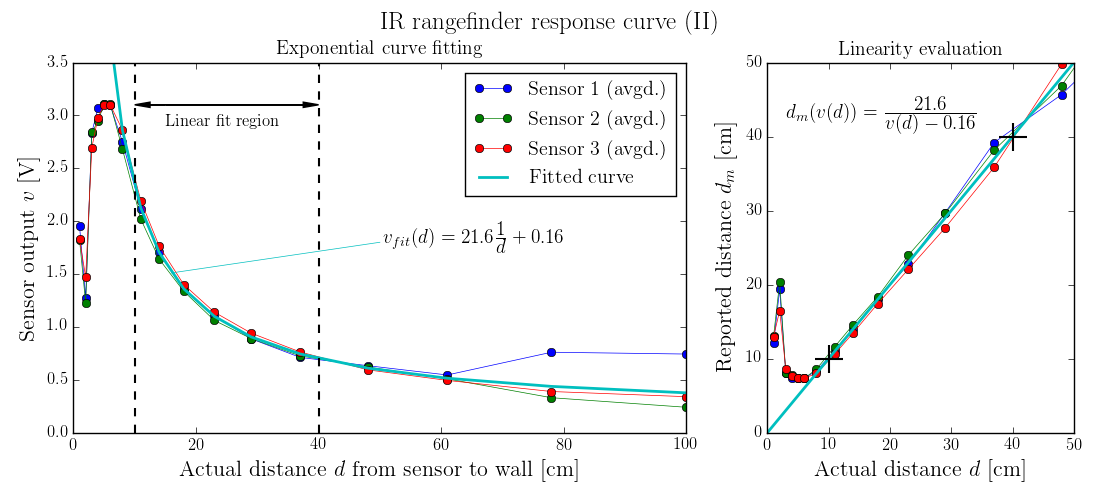 IR rangefinder response curve (II)
Exponential curve fitting
3.5
3.0
2.5
2.0
1.5
1.0
0.5
0.0
Sensor output v [V]
Linear fit region
Sensor 1 (avgd.)
Sensor 2 (avgd.)
Sensor 3 (avgd.)
Fitted curve
v_{fit}(d) = 21.6 \frac{1}{d} + 0.16
0 20 40 60 80 100
Actual distance d from sensor to wall [cm]
Linearity evaluation
50
40
30
20
10
0
Reported distance d_m [cm]
d_m(v(d)) = \frac{21.6}{v(d) - 0.16}
0 10 20 30 40 50
Actual distance d [cm]